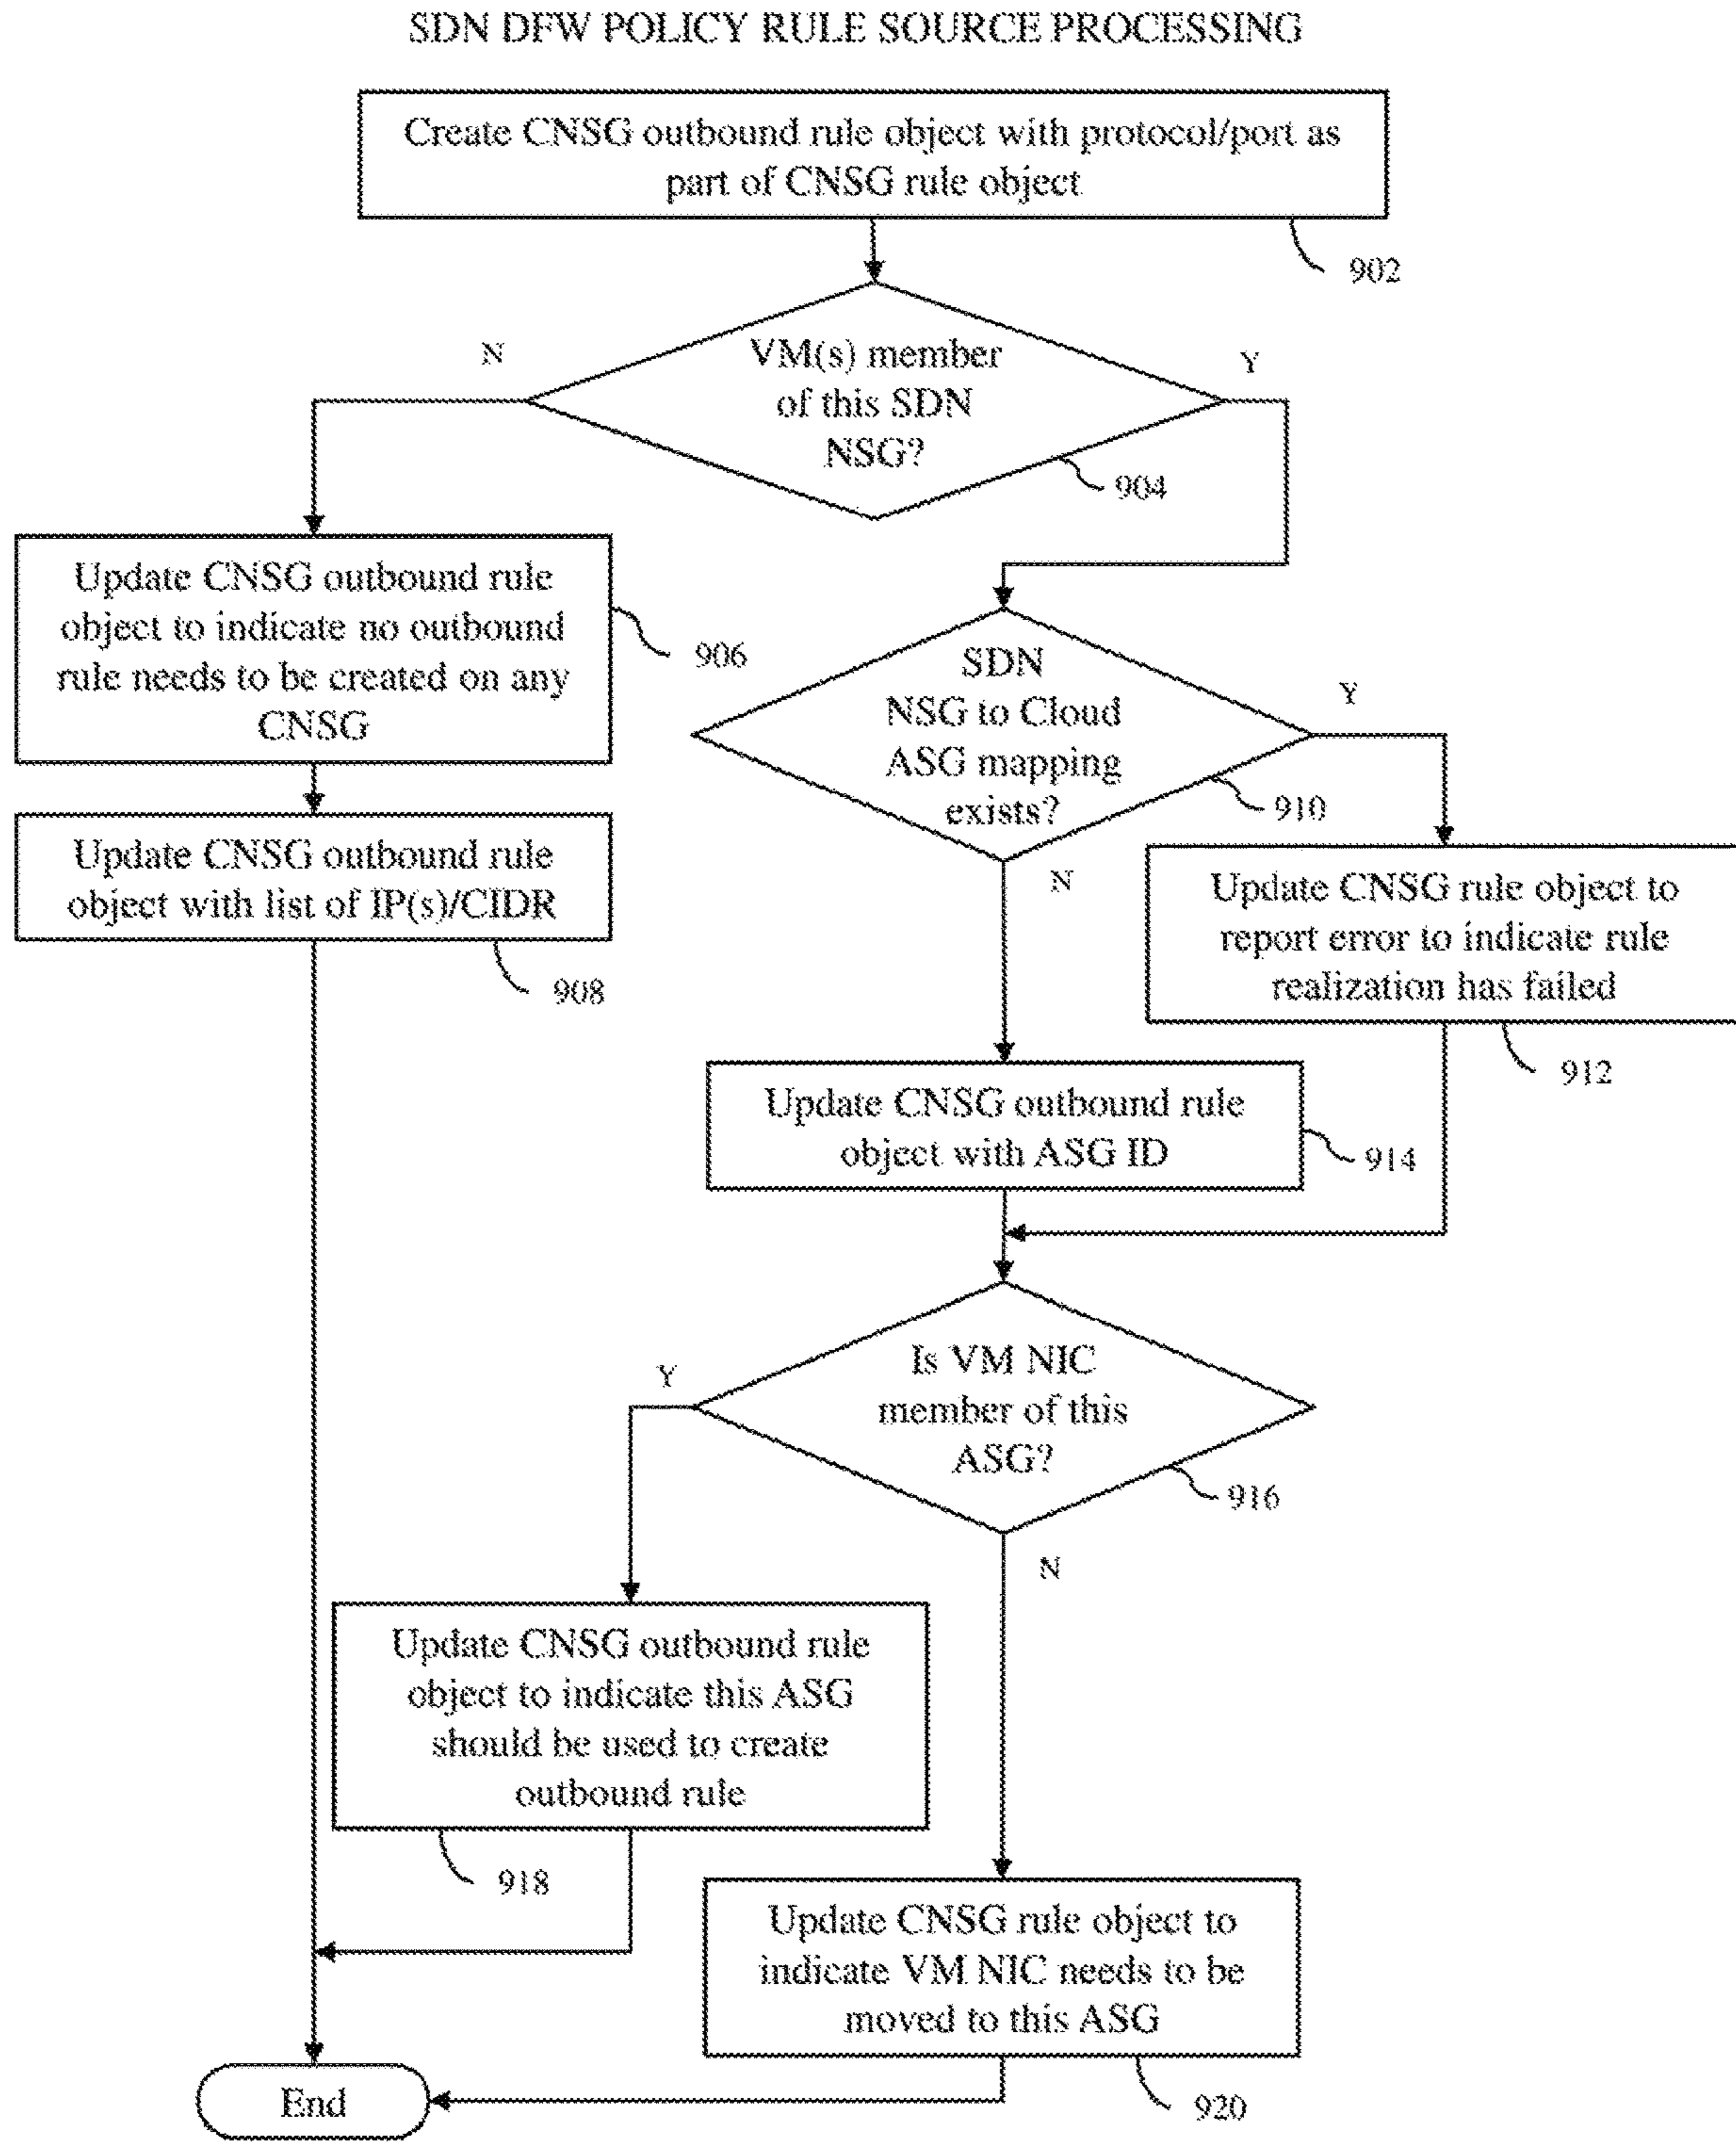 SDN DFW POLICY RULE SOURCE PROCESSING
Create CNSG outbound rule object with protocol/port as
part of CNSG rule object
902
N
VM(s) member
of this SDN
NSG?
Y
904
Update CNSG outbound rule
object to indicate no outbound
rule needs to be created on any
CNSG
906
SDN
NSG to Cloud
ASG mapping
exists?
Y
910
N
Update CNSG outbound rule
object with list of IP(s)/CIDR
908
Update CNSG rule object to
report error to indicate rule
realization has failed
912
Update CNSG outbound rule
object with ASG ID
914
Y
Is VM NIC
member of this
ASG?
916
N
Update CNSG outbound rule
object to indicate this ASG
should be used to create
outbound rule
918
Update CNSG rule object to
indicate VM NIC needs to be
moved to this ASG
920
End